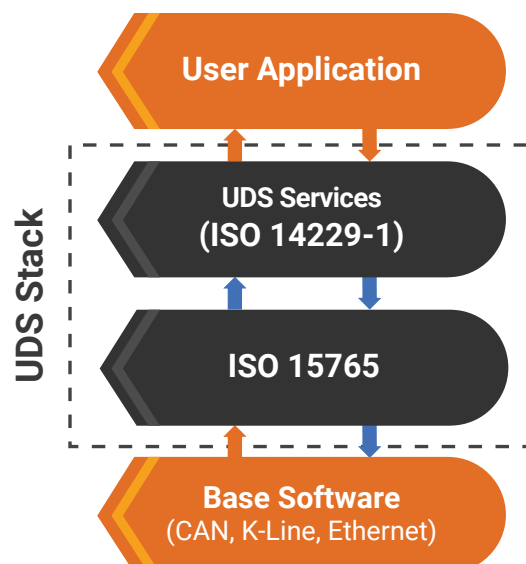 User Application
UDS Services
(ISO 14229-1)
UDS Stack
ISO 15765
Base Software
(CAN, K-Line, Ethernet)